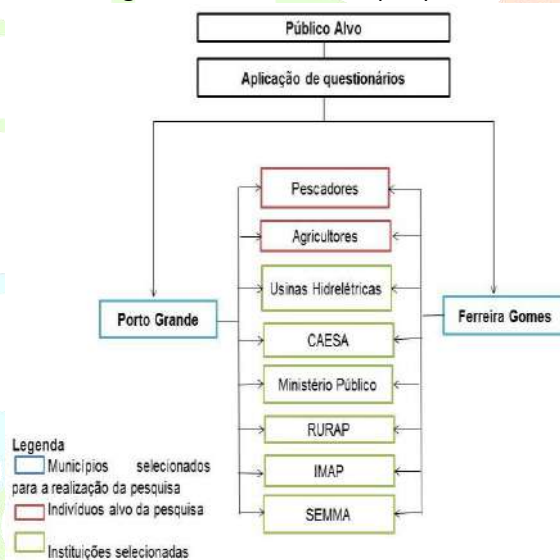 Público Alvo
Aplicação de questionários
Pescadores
Agricultores
Usinas Hidrelétricas
Porto Grande
Ferreira Gomes
CAESA
Ministério Público
RURAP
IMAP
SEMMA
Legenda
Municípios selecionados
para a realização da pesquisa
Indivíduos alvo da pesquisa
Instituições selecionadas